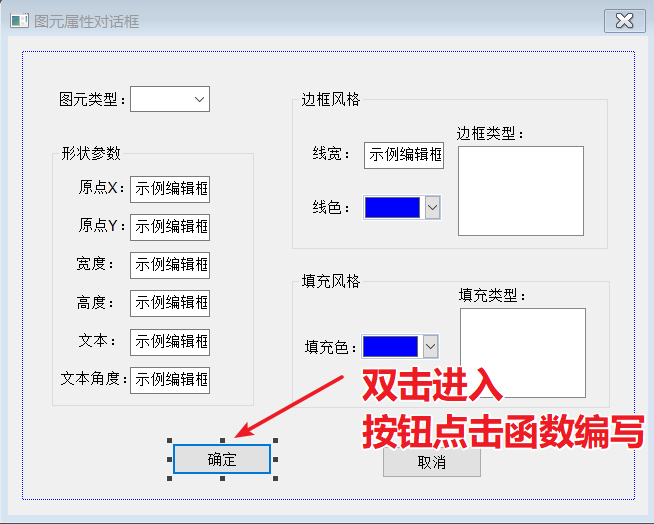 图元属性对话框
图元类型：
边框风格
线宽：
示例编辑框
边框类型：
线色：
形状参数
原点X：
示例编辑框
原点Y：
示例编辑框
宽度：
示例编辑框
高度：
示例编辑框
文本：
示例编辑框
文本角度：
示例编辑框
填充风格
填充类型：
填充色：
双击进入
按钮点击函数编写
确定
取消